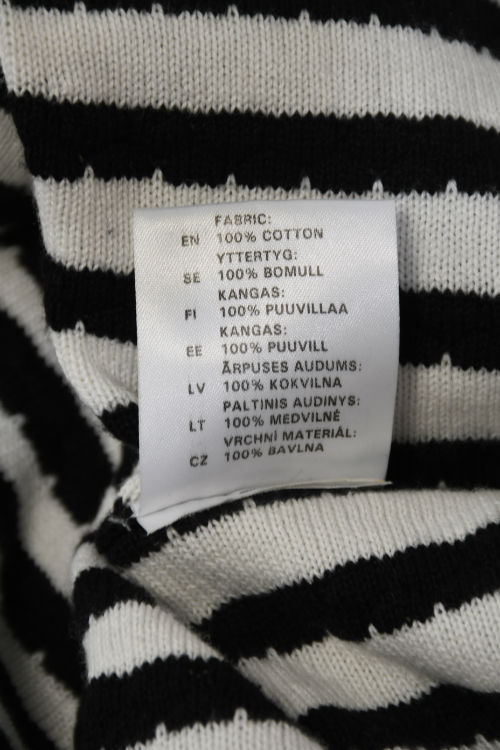 FABRIC:
EN 100% COTTON
YTTERTYG:
SE 100% BOMULL
KANGAS:
FI 100% PUUVILLAA
KANGAS:
EE 100% PUUVILL
ĀRPUSES AUDUMS:
LV 100% KOKVILNA
PALTINIS AUDINYS:
LT 100% MEDVILNĖ
VRCHNÍ MATERIÁL:
CZ 100% BAVLNA